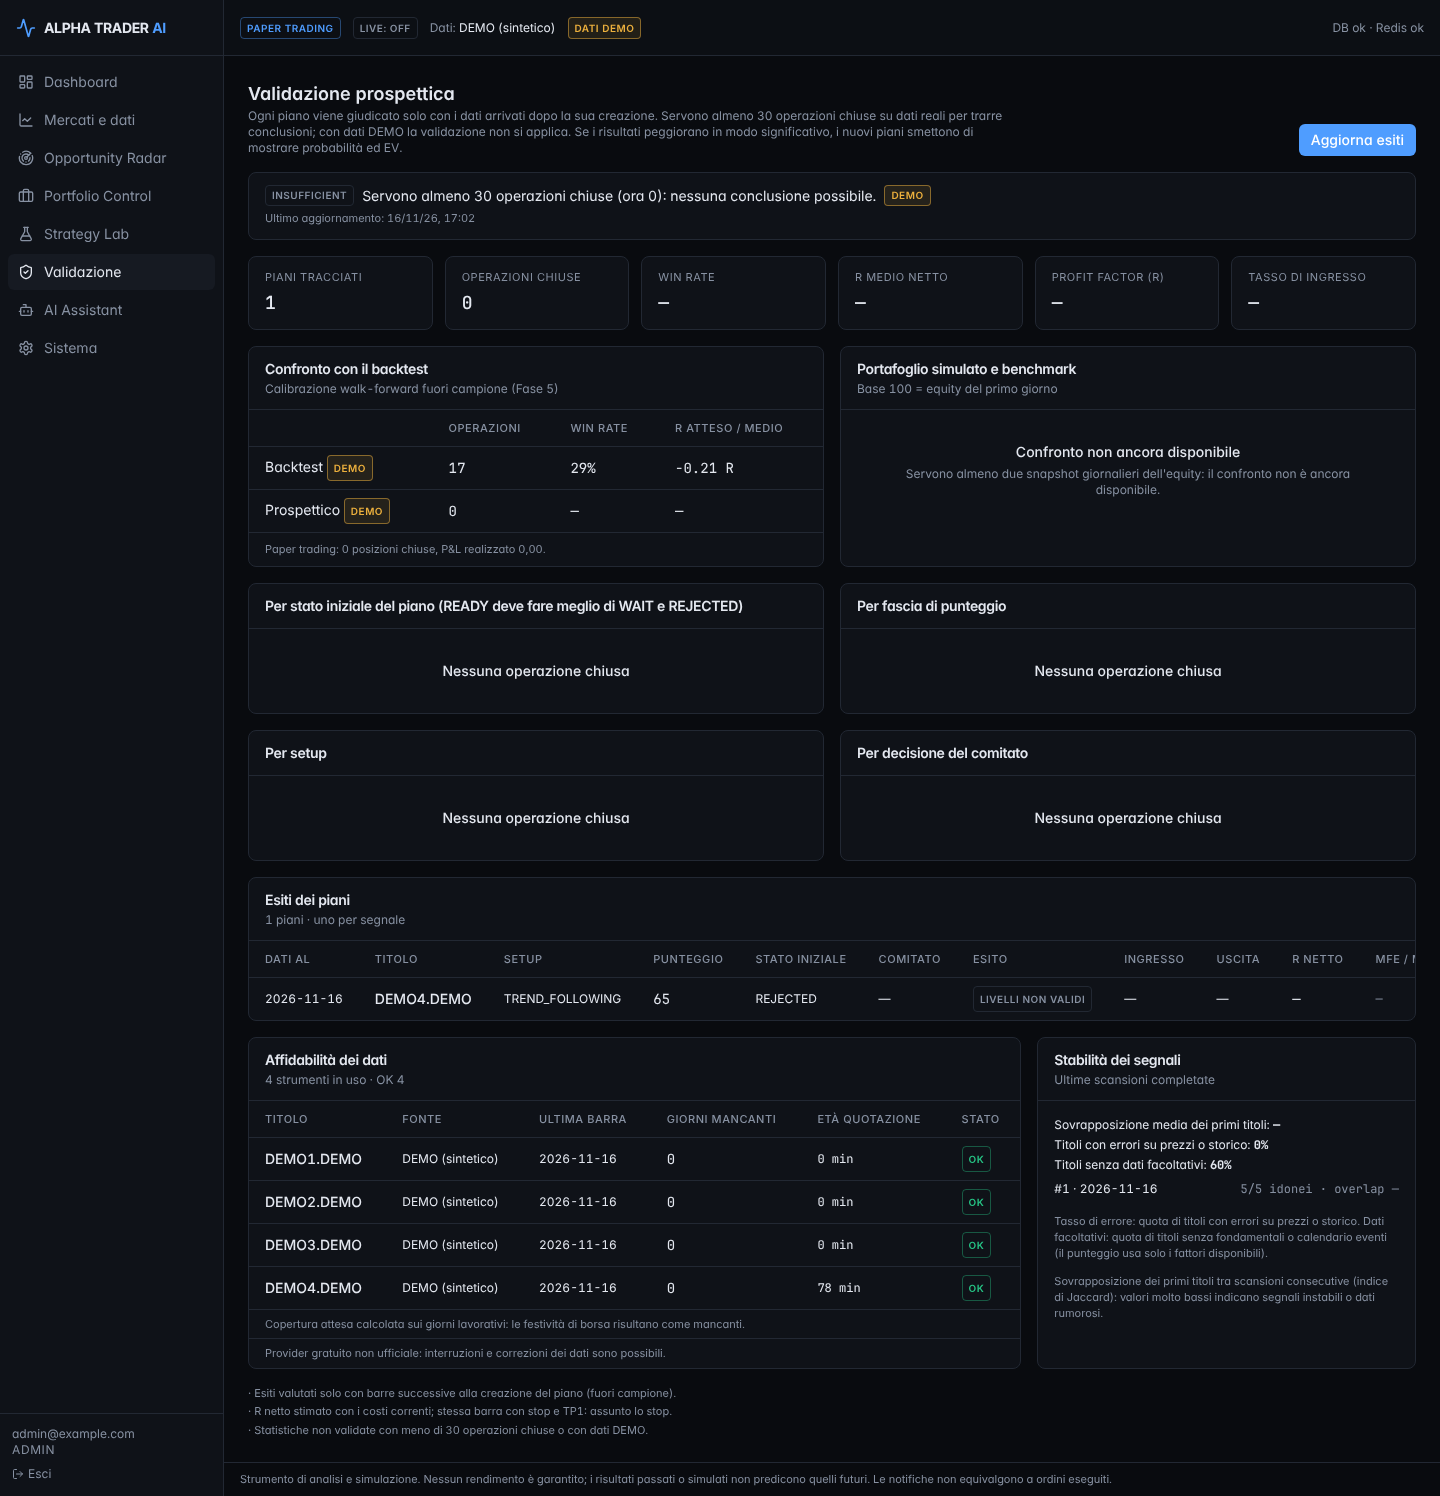 ALPHA TRADER AI
PAPER TRADING
LIVE: OFF
Dati: DEMO (sintetico)
DATI DEMO
DB ok · Redis ok
Dashboard
Mercati e dati
Opportunity Radar
Portfolio Control
Strategy Lab
Validazione
AI Assistant
Sistema
Validazione prospettica
Ogni piano viene giudicato solo con i dati arrivati dopo la sua creazione. Servono almeno 30 operazioni chiuse su dati reali per trarre
conclusioni; con dati DEMO la validazione non si applica. Se i risultati peggiorano in modo significativo, i nuovi piani smettono di
mostrare probabilità ed EV.
Aggiorna esiti
INSUFFICIENT Servono almeno 30 operazioni chiuse (ora 0): nessuna conclusione possibile. DEMO
Ultimo aggiornamento: 16/11/26, 17:02
PIANI TRACCIATI
1
OPERAZIONI CHIUSE
0
WIN RATE
—
R MEDIO NETTO
—
PROFIT FACTOR (R)
—
TASSO DI INGRESSO
—
Confronto con il backtest
Calibrazione walk-forward fuori campione (Fase 5)
OPERAZIONI WIN RATE R ATTESO / MEDIO
Backtest DEMO 17 29% -0.21 R
Prospettico DEMO 0 — —
Paper trading: 0 posizioni chiuse, P&L realizzato 0,00.
Portafoglio simulato e benchmark
Base 100 = equity del primo giorno
Confronto non ancora disponibile
Servono almeno due snapshot giornalieri dell'equity: il confronto non è ancora
disponibile.
Per stato iniziale del piano (READY deve fare meglio di WAIT e REJECTED)
Nessuna operazione chiusa
Per fascia di punteggio
Nessuna operazione chiusa
Per setup
Nessuna operazione chiusa
Per decisione del comitato
Nessuna operazione chiusa
Esiti dei piani
1 piani · uno per segnale
DATI AL TITOLO SETUP PUNTEGGIO STATO INIZIALE COMITATO ESITO INGRESSO USCITA R NETTO MFE /
2026-11-16 DEMO4.DEMO TREND_FOLLOWING 65 REJECTED — LIVELLI NON VALIDI — — — —
Affidabilità dei dati
4 strumenti in uso · OK 4
TITOLO FONTE ULTIMA BARRA GIORNI MANCANTI ETÀ QUOTAZIONE STATO
DEMO1.DEMO DEMO (sintetico) 2026-11-16 0 0 min OK
DEMO2.DEMO DEMO (sintetico) 2026-11-16 0 0 min OK
DEMO3.DEMO DEMO (sintetico) 2026-11-16 0 0 min OK
DEMO4.DEMO DEMO (sintetico) 2026-11-16 0 78 min OK
Copertura attesa calcolata sui giorni lavorativi: le festività di borsa risultano come mancanti.
Provider gratuito non ufficiale: interruzioni e correzioni dei dati sono possibili.
Stabilità dei segnali
Ultime scansioni completate
Sovrapposizione media dei primi titoli: —
Titoli con errori su prezzi o storico: 0%
Titoli senza dati facoltativi: 60%
#1 · 2026-11-16 5/5 idonei · overlap —
Tasso di errore: quota di titoli con errori su prezzi o storico. Dati
facoltativi: quota di titoli senza fondamentali o calendario eventi
(il punteggio usa solo i fattori disponibili).
Sovrapposizione dei primi titoli tra scansioni consecutive (indice
di Jaccard): valori molto bassi indicano segnali instabili o dati
rumorosi.
· Esiti valutati solo con barre successive alla creazione del piano (fuori campione).
· R netto stimato con i costi correnti; stessa barra con stop e TP1: assunto lo stop.
· Statistiche non validate con meno di 30 operazioni chiuse o con dati DEMO.
admin@example.com
ADMIN
Esci
Strumento di analisi e simulazione. Nessun rendimento è garantito; i risultati passati o simulati non predicono quelli futuri. Le notifiche non equivalgono a ordini eseguiti.